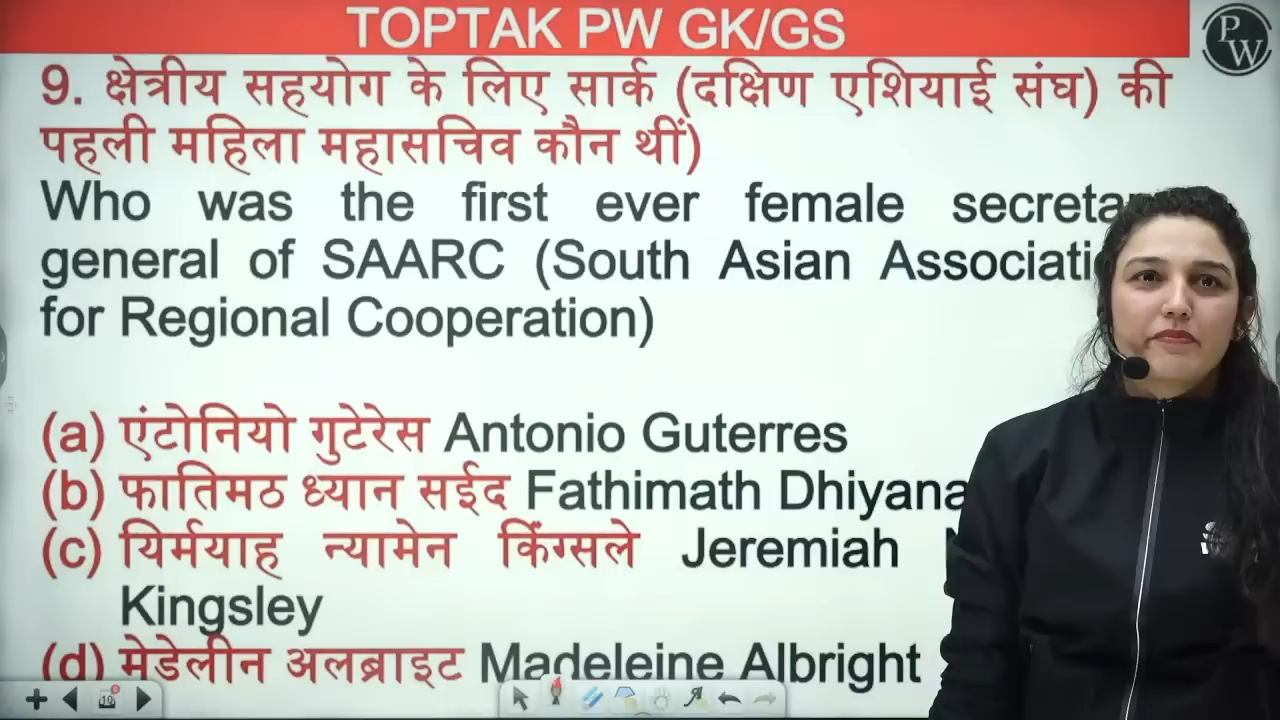 TOPTAK PW GK/GS
PW
9. क्षेत्रीय सहयोग के लिए सार्क (दक्षिण एशियाई संघ) की
पहली महिला महासचिव कौन थीं)
Who was the first ever female
general of SAARC (South Asian
for Regional Cooperation)
(a) एंटोनियो गुटेरेस Antonio Guterres
(b) फातिमठ ध्यान सईद Fathimath Dhiyana
(c) यिर्मयाह न्यामेन किंग्सले Jeremiah
Kingsley
(d) मेडेलीन अलब्राइट Madeleine Albright